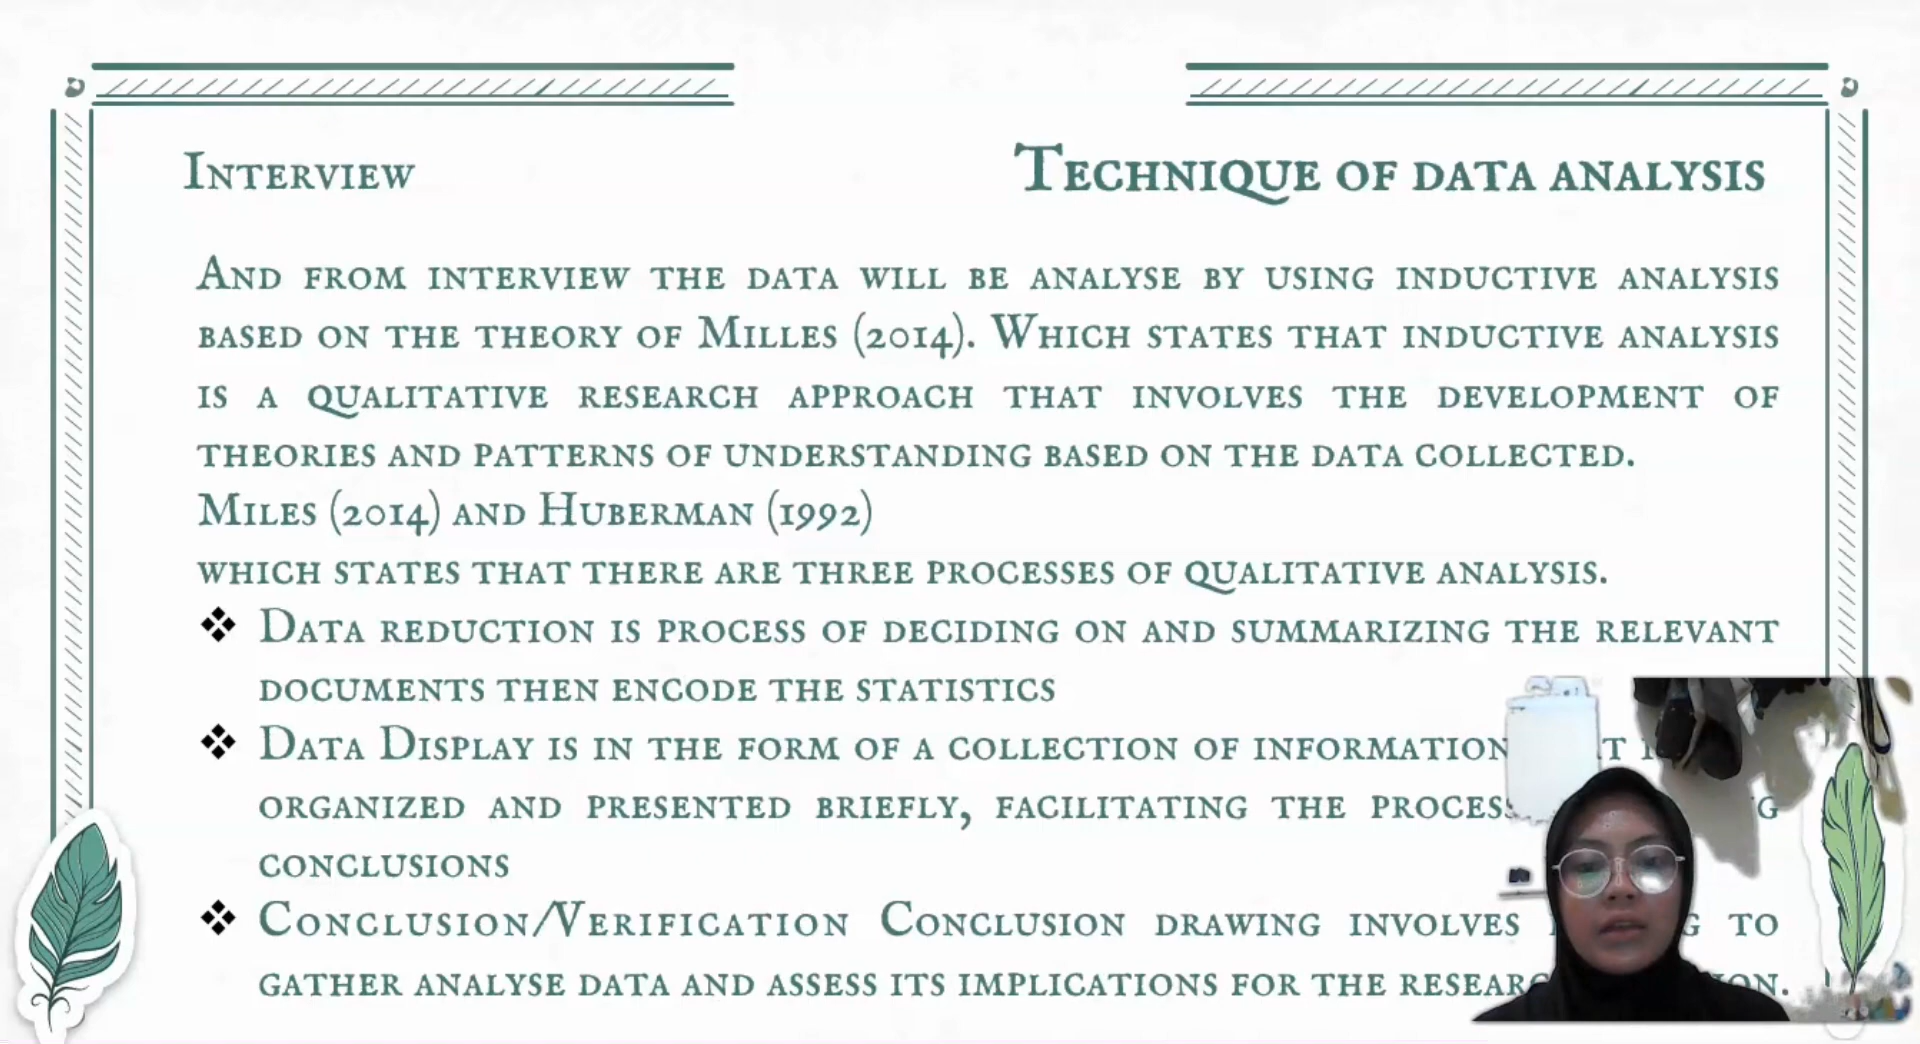 Interview
Technique of data analysis
And from interview the data will be analyse by using inductive analysis
based on the theory of Milles (2014). Which states that inductive analysis
is a qualitative research approach that involves the development of
theories and patterns of understanding based on the data collected.
Miles (2014) and Huberman (1992)
which states that there are three processes of qualitative analysis.
❖ Data reduction is process of deciding on and summarizing the relevant
documents then encode the statistics
❖ Data Display is in the form of a collection of information
organized and presented briefly, facilitating the process
conclusions
❖ Conclusion/Verification Conclusion drawing involves to
gather analyse data and assess its implications for the